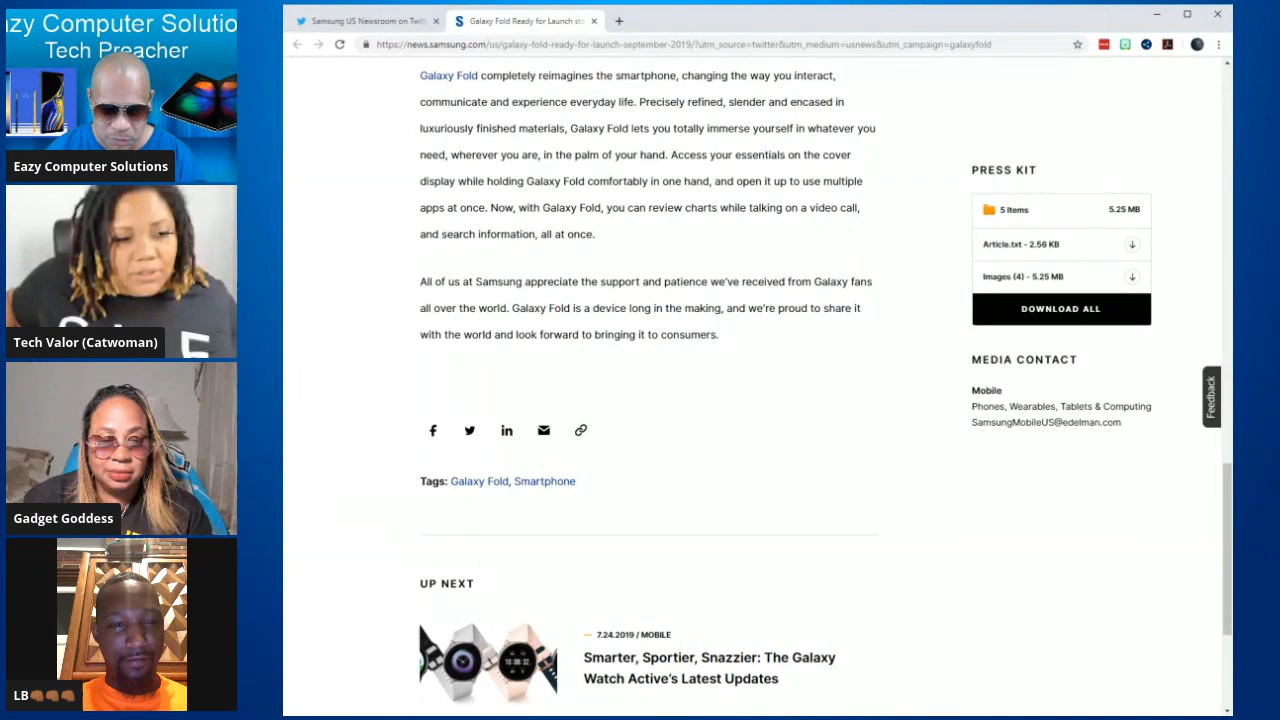 azy Computer Solutio
Tech Preacher
Eazy Computer Solutions
Tech Valor (Catwoman)
Gadget Goddess
LB👊🏾👊🏾👊🏾
Galaxy Fold Ready for Launch sta
https://news.samsung.com/us/galaxy-fold-ready-for-launch-september-2019/?utm_source=twitter&utm_medium=usnews&utm_campaign=galaxyfold
Samsung US Newsroom on Twitt
Galaxy Fold completely reimagines the smartphone, changing the way you interact,
communicate and experience everyday life. Precisely refined, slender and encased in
luxuriously finished materials, Galaxy Fold lets you totally immerse yourself in whatever you
need, wherever you are, in the palm of your hand. Access your essentials on the cover
display while holding Galaxy Fold comfortably in one hand, and open it up to use multiple
apps at once. Now, with Galaxy Fold, you can review charts while talking on a video call,
and search information, all at once.
All of us at Samsung appreciate the support and patience we've received from Galaxy fans
all over the world. Galaxy Fold is a device long in the making, and we're proud to share it
with the world and look forward to bringing it to consumers.
Tags: Galaxy Fold, Smartphone
UP NEXT
7.24.2019 / MOBILE
Smarter, Sportier, Snazzier: The Galaxy
Watch Active's Latest Updates
PRESS KIT
5 Items 5.25 MB
Article.txt - 2.56 KB
Images (4) - 5.25 MB
DOWNLOAD ALL
MEDIA CONTACT
Mobile
Phones, Wearables, Tablets & Computing
SamsungMobileUS@edelman.com
Feedback